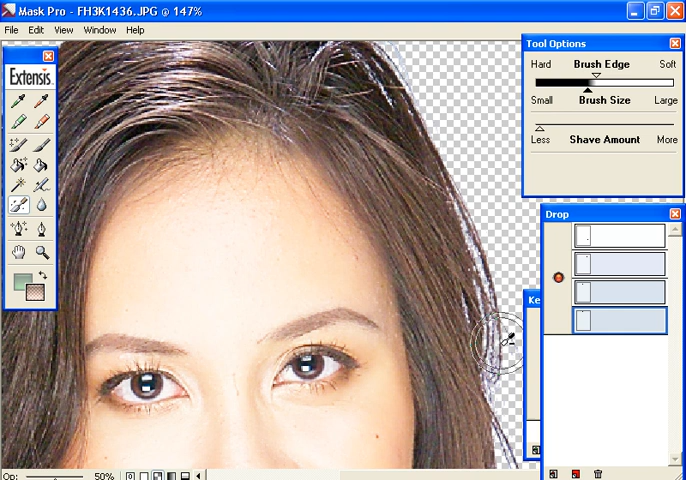 Mask Pro - FH3K1436.JPG @ 147%
File Edit View Window Help
Extensis
Tool Options
Hard Brush Edge Soft
Small Brush Size Large
Less Shave Amount More
Drop
Ke
Op: 50%